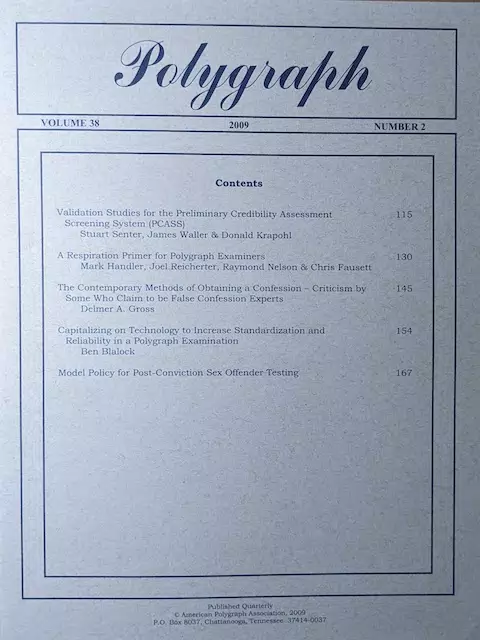 Polygraph
VOLUME 38 2009 NUMBER 2
Contents
Validation Studies for the Preliminary Credibility Assessment 115
Screening System (PCASS)
Stuart Senter, James Waller & Donald Krapohl
A Respiration Primer for Polygraph Examiners 130
Mark Handler, Joel Reicherter, Raymond Nelson & Chris Fausett
The Contemporary Methods of Obtaining a Confession – Criticism by 145
Some Who Claim to be False Confession Experts
Delmer A. Gross
Capitalizing on Technology to Increase Standardization and 154
Reliability in a Polygraph Examination
Ben Blalock
Model Policy for Post-Conviction Sex Offender Testing 167
Published Quarterly
© American Polygraph Association, 2009
P.O. Box 8037, Chattanooga, Tennessee 37414-0037